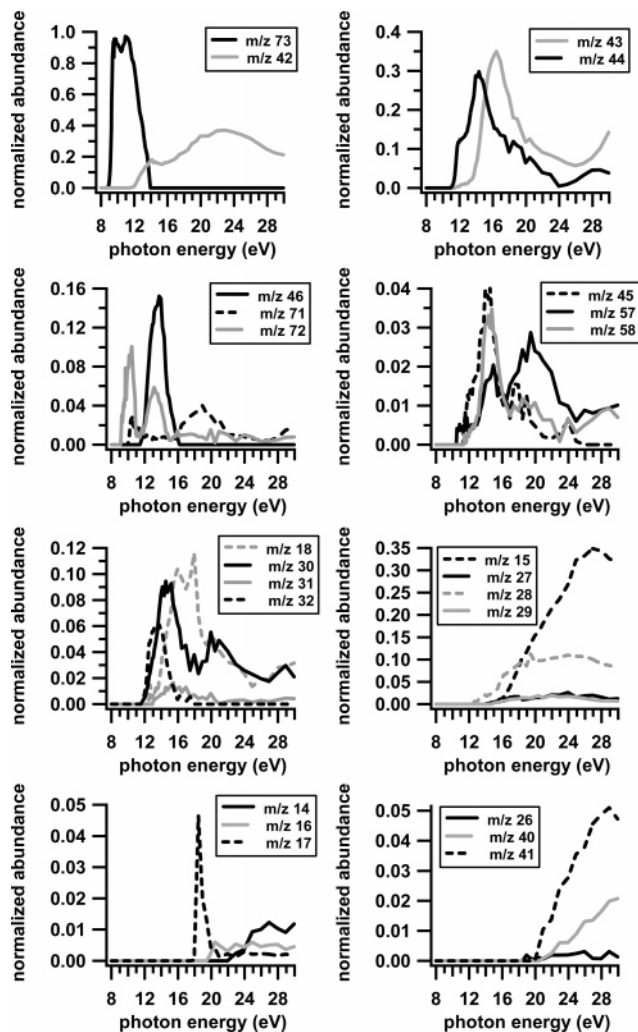 normalized abundance
1.0
0.8
0.6
0.4
0.2
0.0
m/z 73
m/z 42
8 12 16 20 24 28
photon energy (eV)
normalized abundance
0.4
0.3
0.2
0.1
0.0
m/z 43
m/z 44
8 12 16 20 24 28
photon energy (eV)
normalized abundance
0.16
0.12
0.08
0.04
0.00
m/z 46
m/z 71
m/z 72
8 12 16 20 24 28
photon energy (eV)
normalized abundance
0.04
0.03
0.02
0.01
0.00
m/z 45
m/z 57
m/z 58
8 12 16 20 24 28
photon energy (eV)
normalized abundance
0.12
0.10
0.08
0.06
0.04
0.02
0.00
m/z 18
m/z 30
m/z 31
m/z 32
8 12 16 20 24 28
photon energy (eV)
normalized abundance
0.35
0.30
0.25
0.20
0.15
0.10
0.05
0.00
m/z 15
m/z 27
m/z 28
m/z 29
8 12 16 20 24 28
photon energy (eV)
normalized abundance
0.05
0.04
0.03
0.02
0.01
0.00
m/z 14
m/z 16
m/z 17
8 12 16 20 24 28
photon energy (eV)
normalized abundance
0.05
0.04
0.03
0.02
0.01
0.00
m/z 26
m/z 40
m/z 41
8 12 16 20 24 28
photon energy (eV)